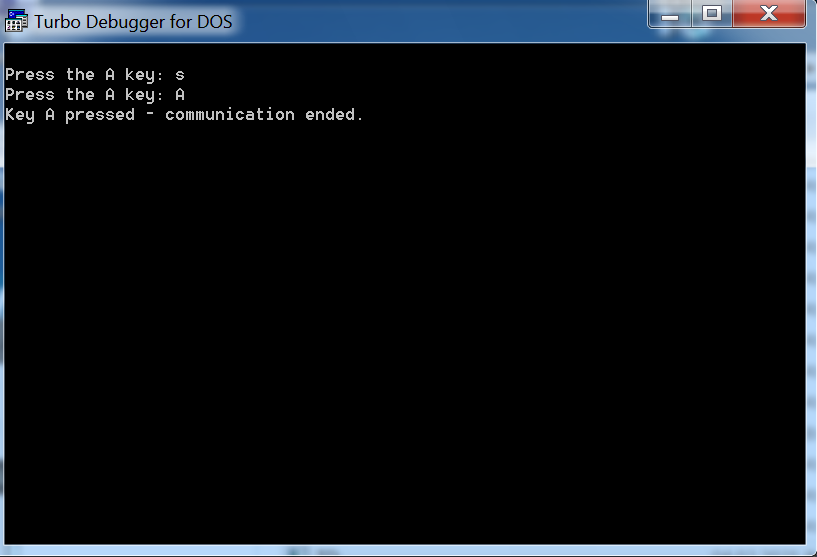 Turbo Debugger for DOS
Press the A key: s
Press the A key: A
Key A pressed - communication ended.